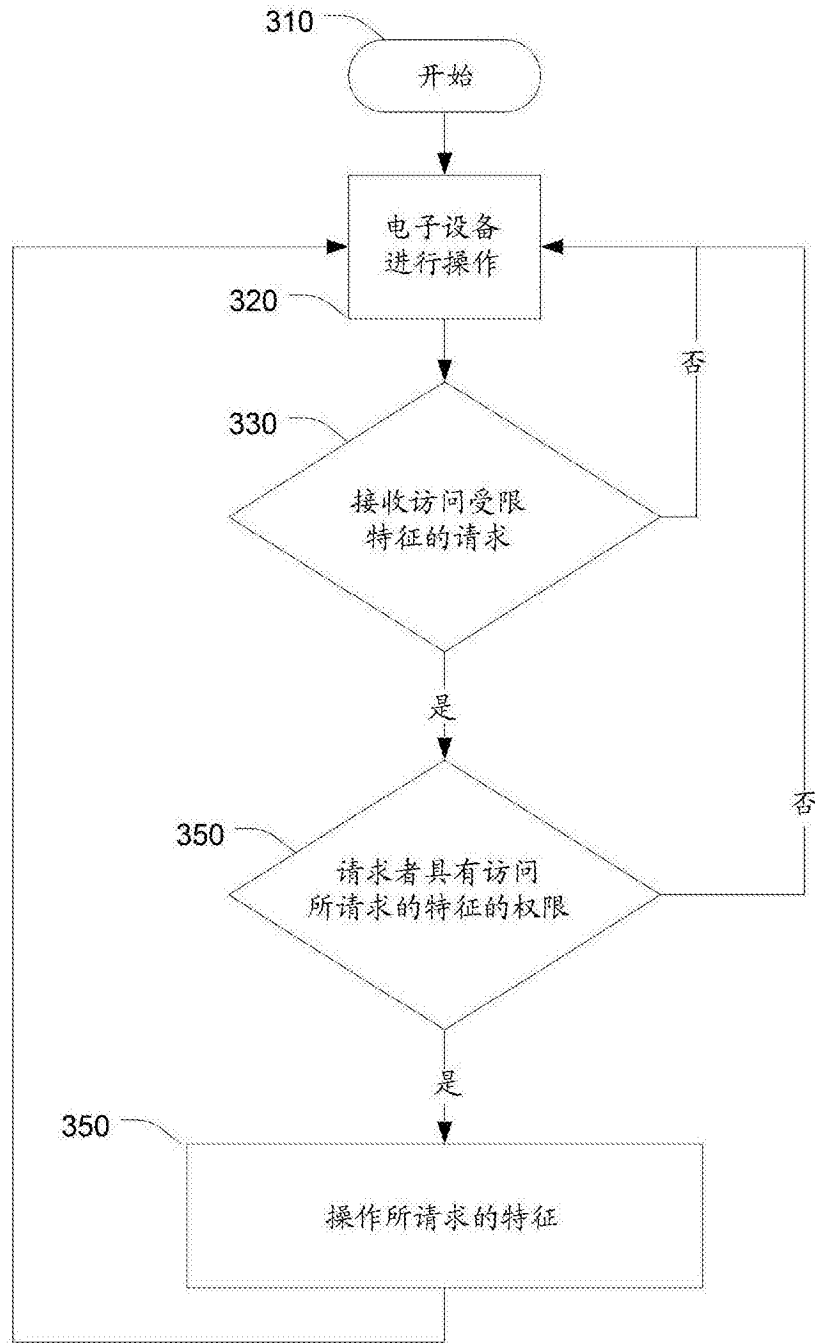 310
开始
电子设备
进行操作
320
否
330
接收访问受限
特征的请求
是
否
350
请求者具有访问
所请求的特征的权限
是
350
操作所请求的特征